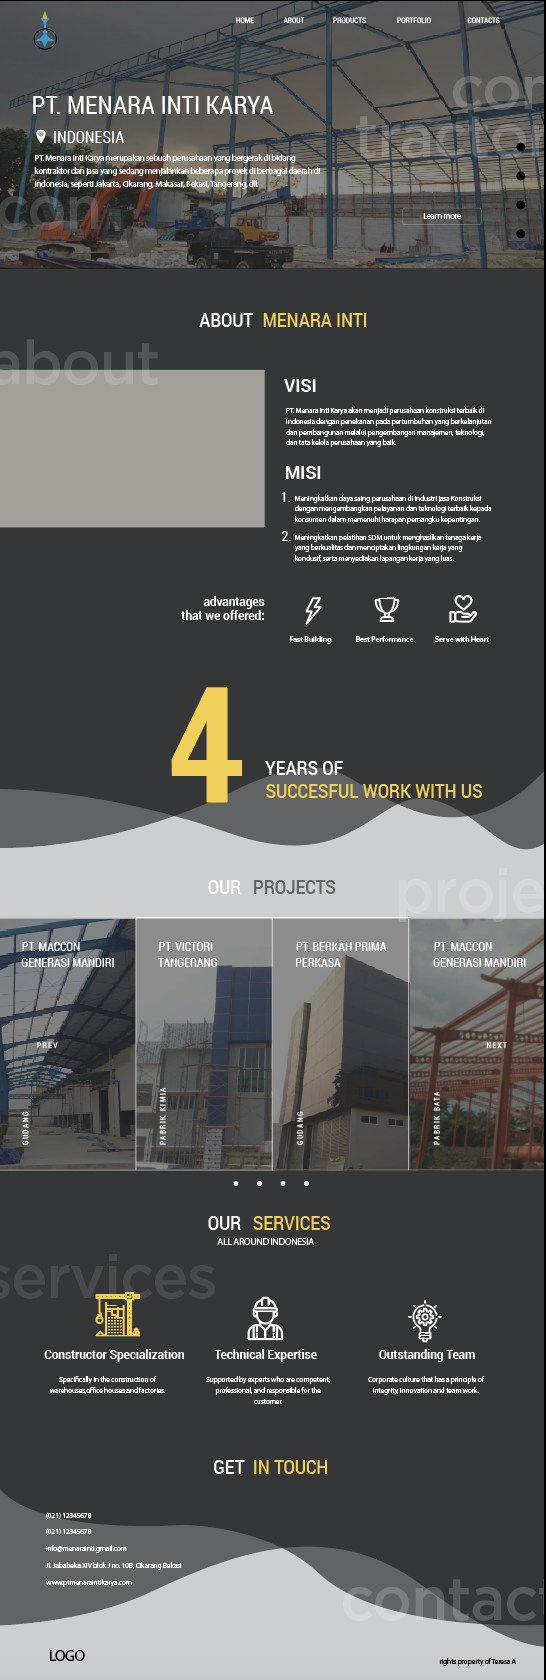 HOME ABOUT PRODUCTS PORTFOLIO CONTACTS
PT. MENARA INTI KARYA
INDONESIA
PT. Menara Inti Karya merupakan sebuah perusahaan yang bergerak di bidang
kontraktor dan jasa yang sedang menjalankan beberapa proyek di berbagai daerah di
Indonesia, seperti Jakarta, Cikarang, Makasar, Bekasi, Tangerang, dll.
Learn more
ABOUT MENARA INTI
about
VISI
PT. Menara Inti Karya akan menjadi perusahaan konstruksi terbaik di
Indonesia dengan penekanan pada pertumbuhan yang berkelanjutan
dan pembangunan melalui pengembangan manajemen, teknologi,
dan tata kelola perusahaan yang baik.
MISI
1. Meningkatkan daya saing perusahaan di industri jasa Konstruksi
dengan mengembangkan pelayanan dan teknologi terbaik kepada
konsumen dalam memenuhi harapan pemangku kepentingan.
2. Meningkatkan pelatihan SDM untuk menghasilkan tenaga kerja
yang berkualitas dan menciptakan lingkungan kerja yang
kondusif, serta menyediakan lapangan kerja yang luas.
advantages
that we offered:
Fast Building Best Performance Serve with Heart
4
YEARS OF
SUCCESFUL WORK WITH US
OUR PROJECTS
proje
PT. MACCON
GENERASI MANDIRI
PREV
GUDANG
PT. VICTORI
TANGERANG
PABRIK KIMIA
PT. BERKAH PRIMA
PERKASA
GUDANG
PT. MACCON
GENERASI MANDIRI
NEXT
PABRIK BATA
OUR SERVICES
ALL AROUND INDONESIA
services
Constructor Specialization
Specifically in the construction of
warehouses,office houses and factories.
Technical Expertise
Supported by experts who are competent,
professional, and responsible for the
customer.
Outstanding Team
Corporate culture that has a principle of
integrity, innovation and team work.
GET IN TOUCH
(021) 12345678
(021) 12345678
info@menarainti.gmail.com
Jl. Jababeka XIV blok J no. 10B, Cikarang Bekasi
www.ptmenaraintikarya.com
contact
LOGO
rights property of Teresa A